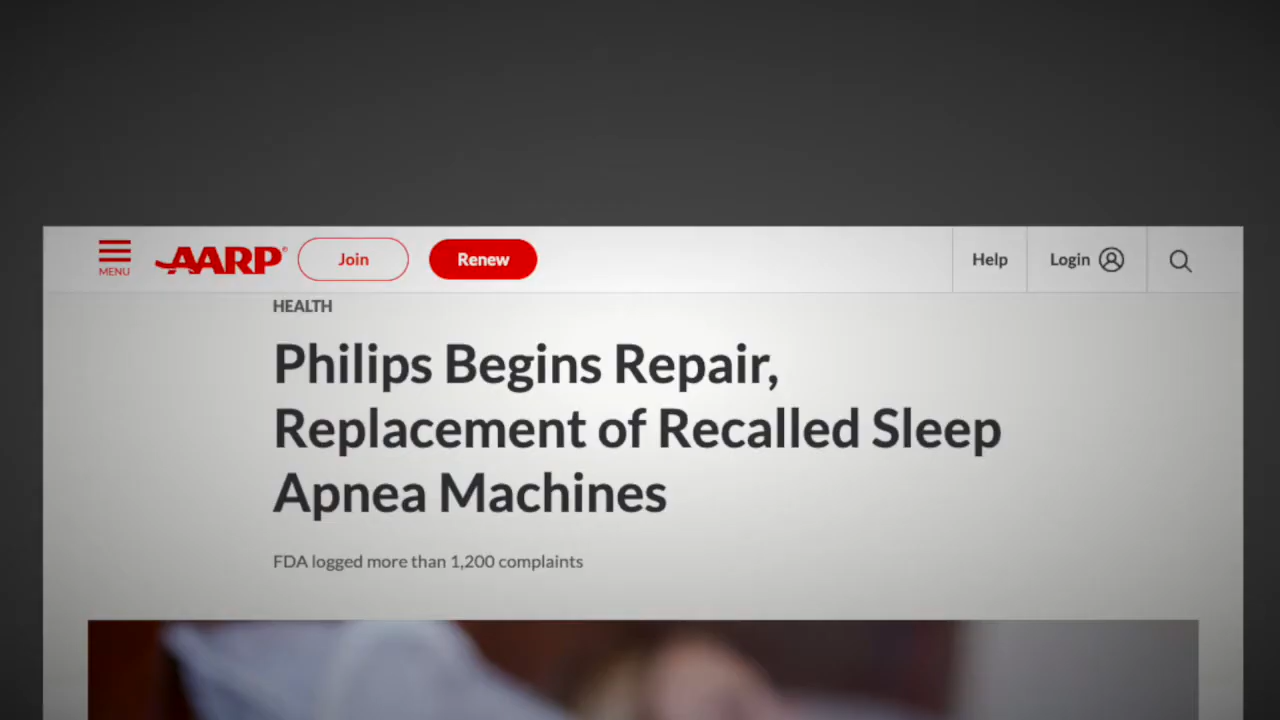 MENU
AARP®
Join
Renew
Help
Login
HEALTH
Philips Begins Repair,
Replacement of Recalled Sleep
Apnea Machines
FDA logged more than 1,200 complaints